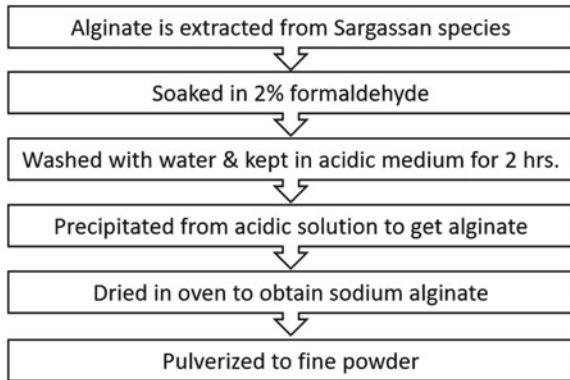 Alginate is extracted from Sargassan species
Soaked in 2% formaldehyde
Washed with water & kept in acidic medium for 2 hrs.
Precipitated from acidic solution to get alginate
Dried in oven to obtain sodium alginate
Pulverized to fine powder